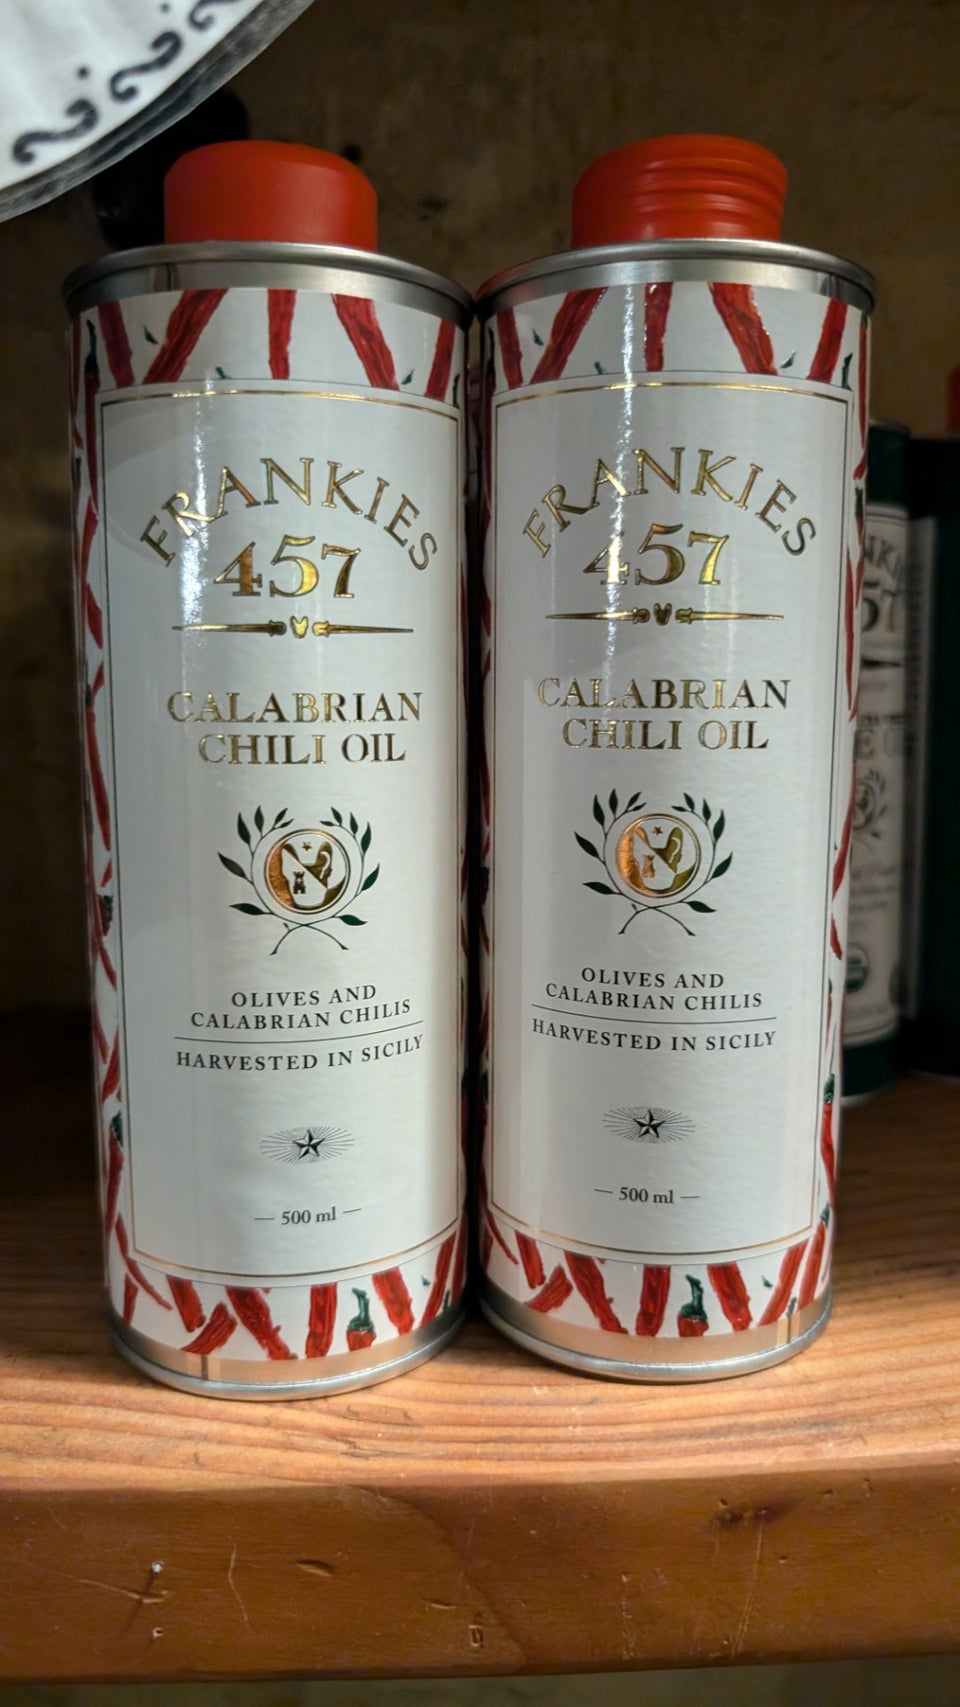 FRANKIES
457
CALABRIAN
CHILI OIL
OLIVES AND
CALABRIAN CHILIS
HARVESTED IN SICILY
— 500 ml —
FRANKIES
457
CALABRIAN
CHILI OIL
OLIVES AND
CALABRIAN CHILIS
HARVESTED IN SICILY
— 500 ml —